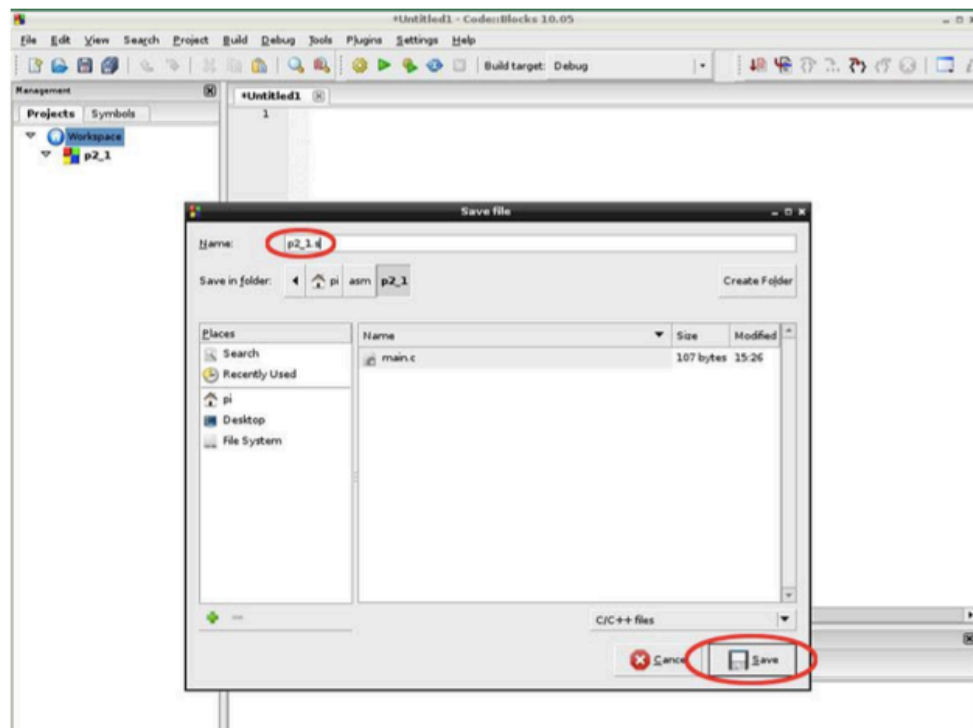 *Untitled1 - Code::Blocks 10.05
File Edit View Search Project Build Debug Tools Plugins Settings Help
Build target: Debug
Management
*Untitled1
Projects Symbols
1
Workspace
p2_1
Save file
Name: p2_1.s
Save in folder: pi asm p2_1 Create Folder
Places
Name Size Modified
Search
main.c 107 bytes 15:26
Recently Used
pi
Desktop
File System
C/C++ files
Cance Save